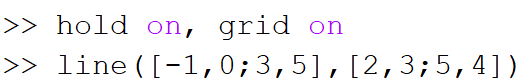 >> hold on, grid on
>> line([-1,0;3,5],[2,3;5,4])